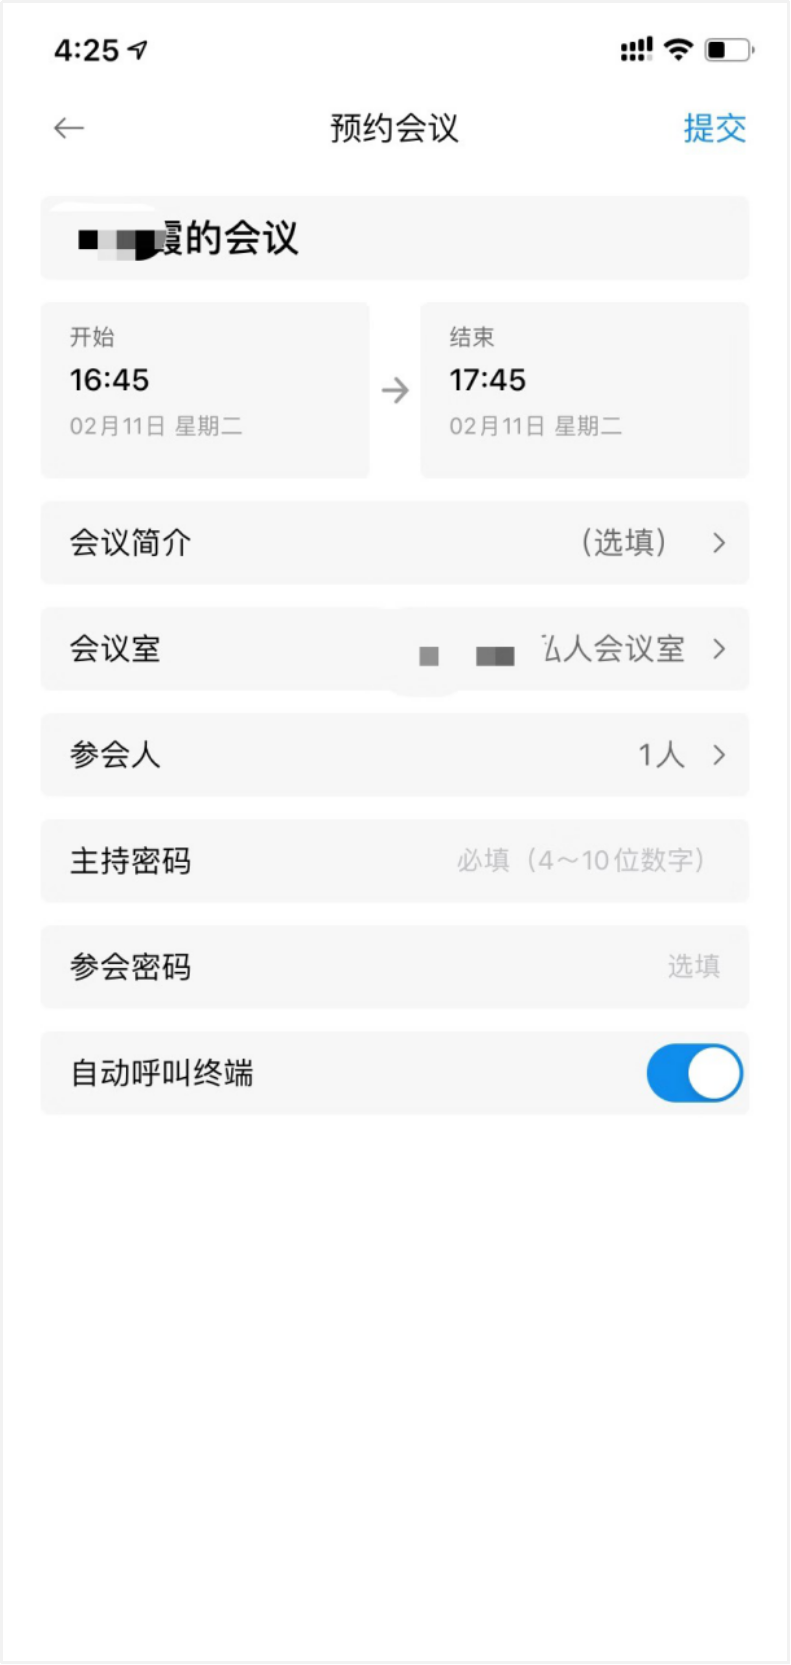 4:25
预约会议
提交
霞的会议
开始
16:45
02月11日 星期二
结束
17:45
02月11日 星期二
会议简介
（选填）
会议室
私人会议室
参会人
1人
主持密码
必填（4～10位数字）
参会密码
选填
自动呼叫终端